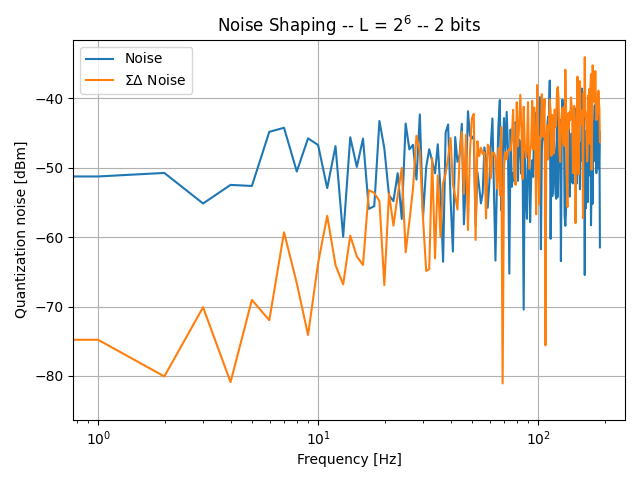 Noise Shaping -- L = 2⁶ -- 2 bits
Noise
ΣΔ Noise
Quantization noise [dBm]
−40
−50
−60
−70
−80
10⁰
10¹
10²
Frequency [Hz]